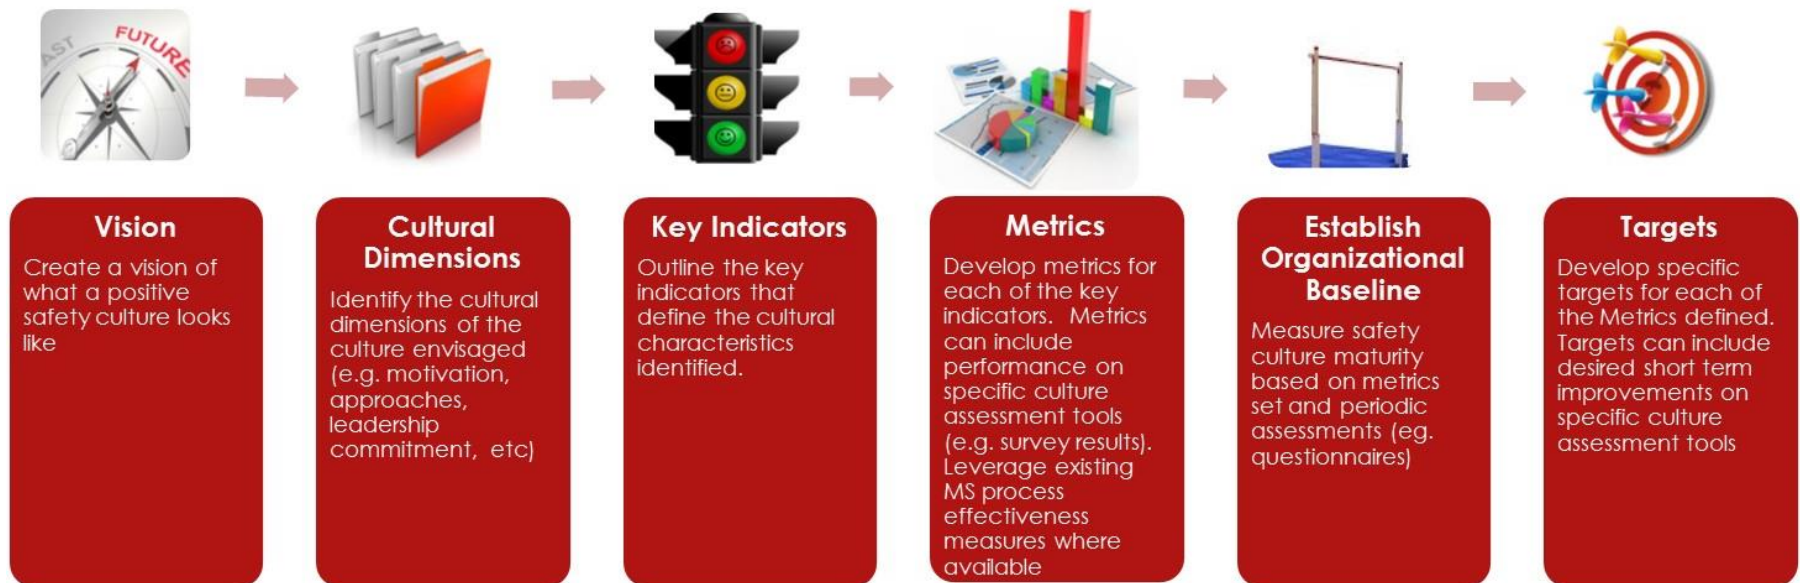 AST
FUTURE
Vision
Create a vision of
what a positive
safety culture looks
like
Cultural
Dimensions
Identify the cultural
dimensions of the
culture envisaged
(e.g. motivation,
approaches,
leadership
commitment, etc)
Key Indicators
Outline the key
indicators that
define the cultural
characteristics
identified.
Metrics
Develop metrics for
each of the key
indicators. Metrics
can include
performance on
specific culture
assessment tools
(e.g. survey results).
Leverage existing
MS process
effectiveness
measures where
available
Establish
Organizational
Baseline
Measure safety
culture maturity
based on metrics
set and periodic
assessments (eg.
questionnaires)
Targets
Develop specific
targets for each of
the Metrics defined.
Targets can include
desired short term
improvements on
specific culture
assessment tools